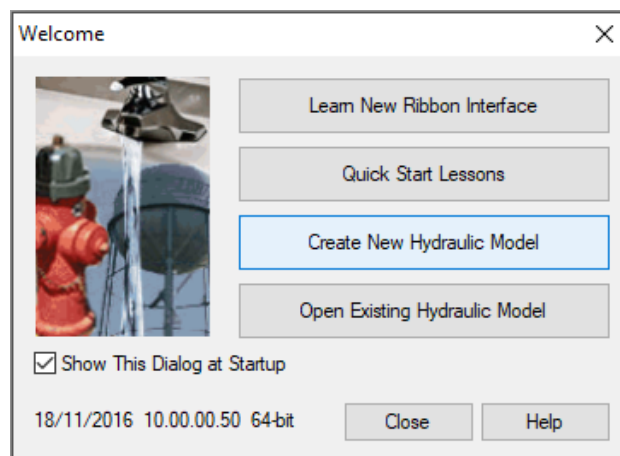 Welcome
Learn New Ribbon Interface
Quick Start Lessons
Create New Hydraulic Model
Open Existing Hydraulic Model
Show This Dialog at Startup
18/11/2016 10.00.00.50 64-bit
Close
Help